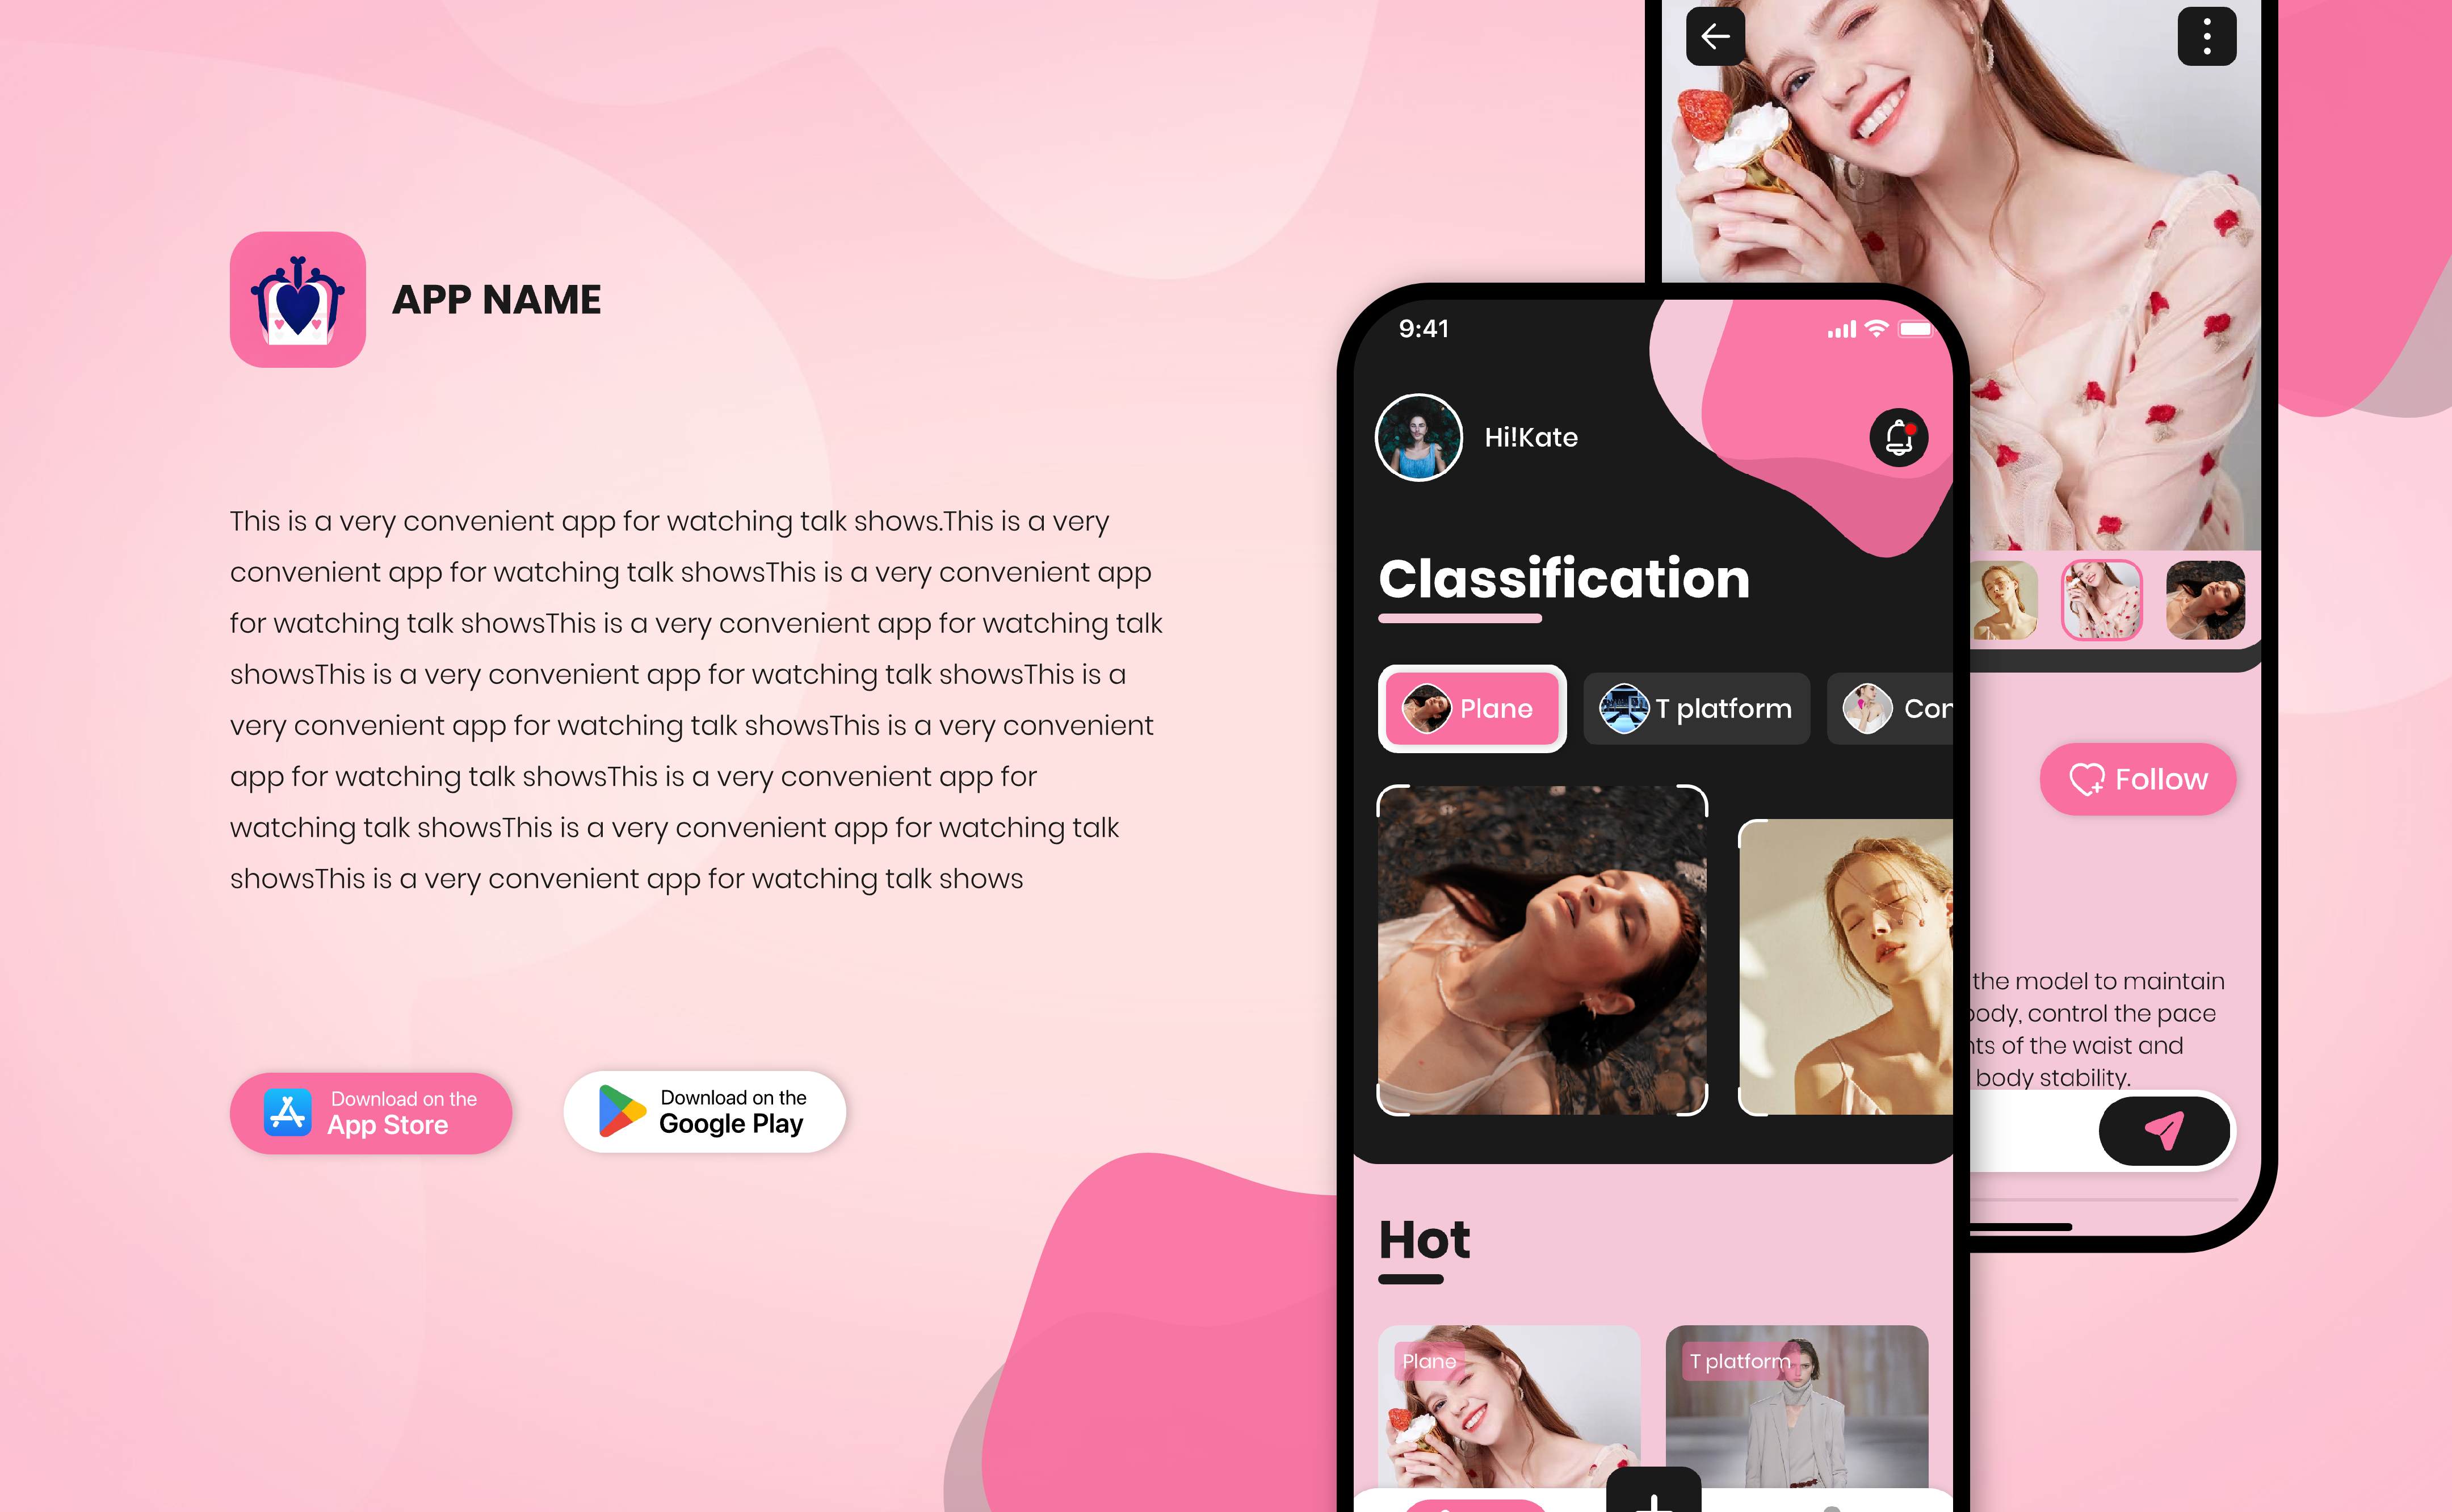 APP NAME
This is a very convenient app for watching talk shows.This is a very
convenient app for watching talk showsThis is a very convenient app
for watching talk showsThis is a very convenient app for watching talk
showsThis is a very convenient app for watching talk showsThis is a
very convenient app for watching talk showsThis is a very convenient
app for watching talk showsThis is a very convenient app for
watching talk showsThis is a very convenient app for watching talk
showsThis is a very convenient app for watching talk shows
Download on the
App Store
Download on the
Google Play
9:41
Hi!Kate
Classification
Plane
T platform
Hot
Plane
T platform
Follow
the model to maintain
body, control the pace
of the waist and
body stability.